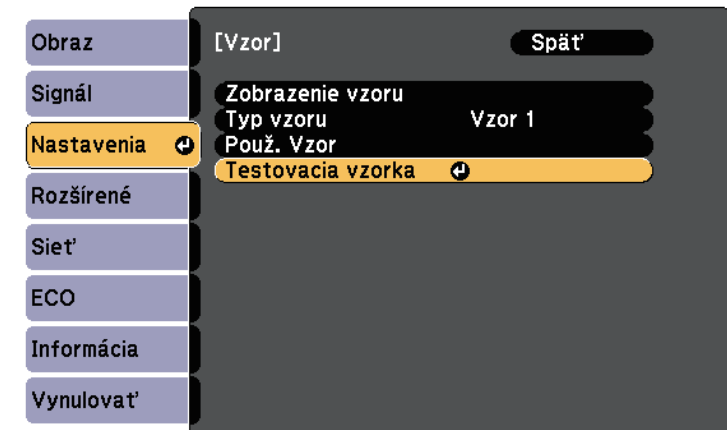 Obraz
Signál
Nastavenia
Rozšírené
Sieť
ECO
Informácia
Vynulovať
[Vzor] Späť
Zobrazenie vzoru
Typ vzoru Vzor 1
Použ. Vzor
Testovacia vzorka